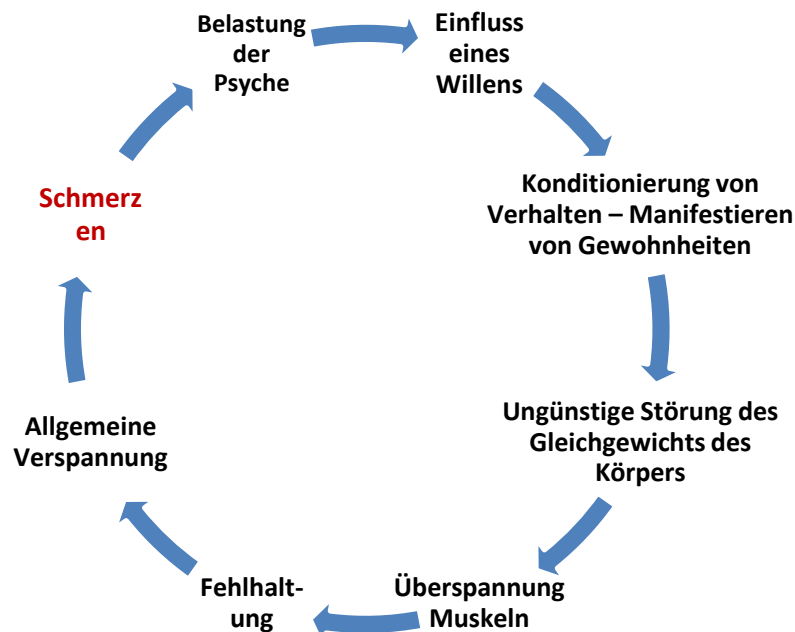 Belastung
der
Psyche
Einfluss
eines
Willens
Konditionierung von
Verhalten – Manifestieren
von Gewohnheiten
Ungünstige Störung des
Gleichgewichts des
Körpers
Überspannung
Muskeln
Fehlhalt-
ung
Allgemeine
Verspannung
Schmerz
en